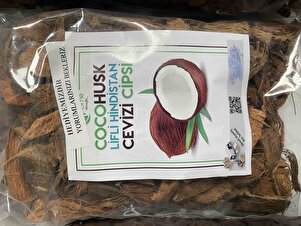 HEDİYEMİZDİR
YORUMLARINIZI BEKLERİZ
COCOHUSK
LİFLİ HİNDİSTAN
CEVİZİ CİPSİ